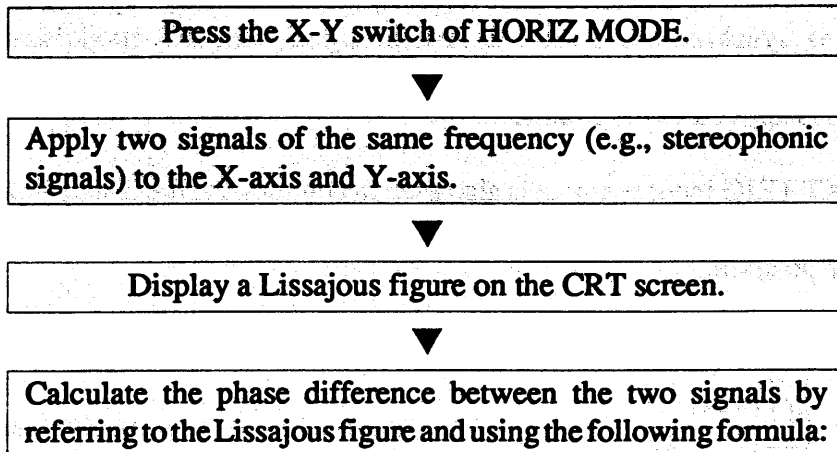 Press the X-Y switch of HORIZ MODE.
Apply two signals of the same frequency (e.g., stereophonic
signals) to the X-axis and Y-axis.
Display a Lissajous figure on the CRT screen.
Calculate the phase difference between the two signals by
referring to the Lissajous figure and using the following formula: